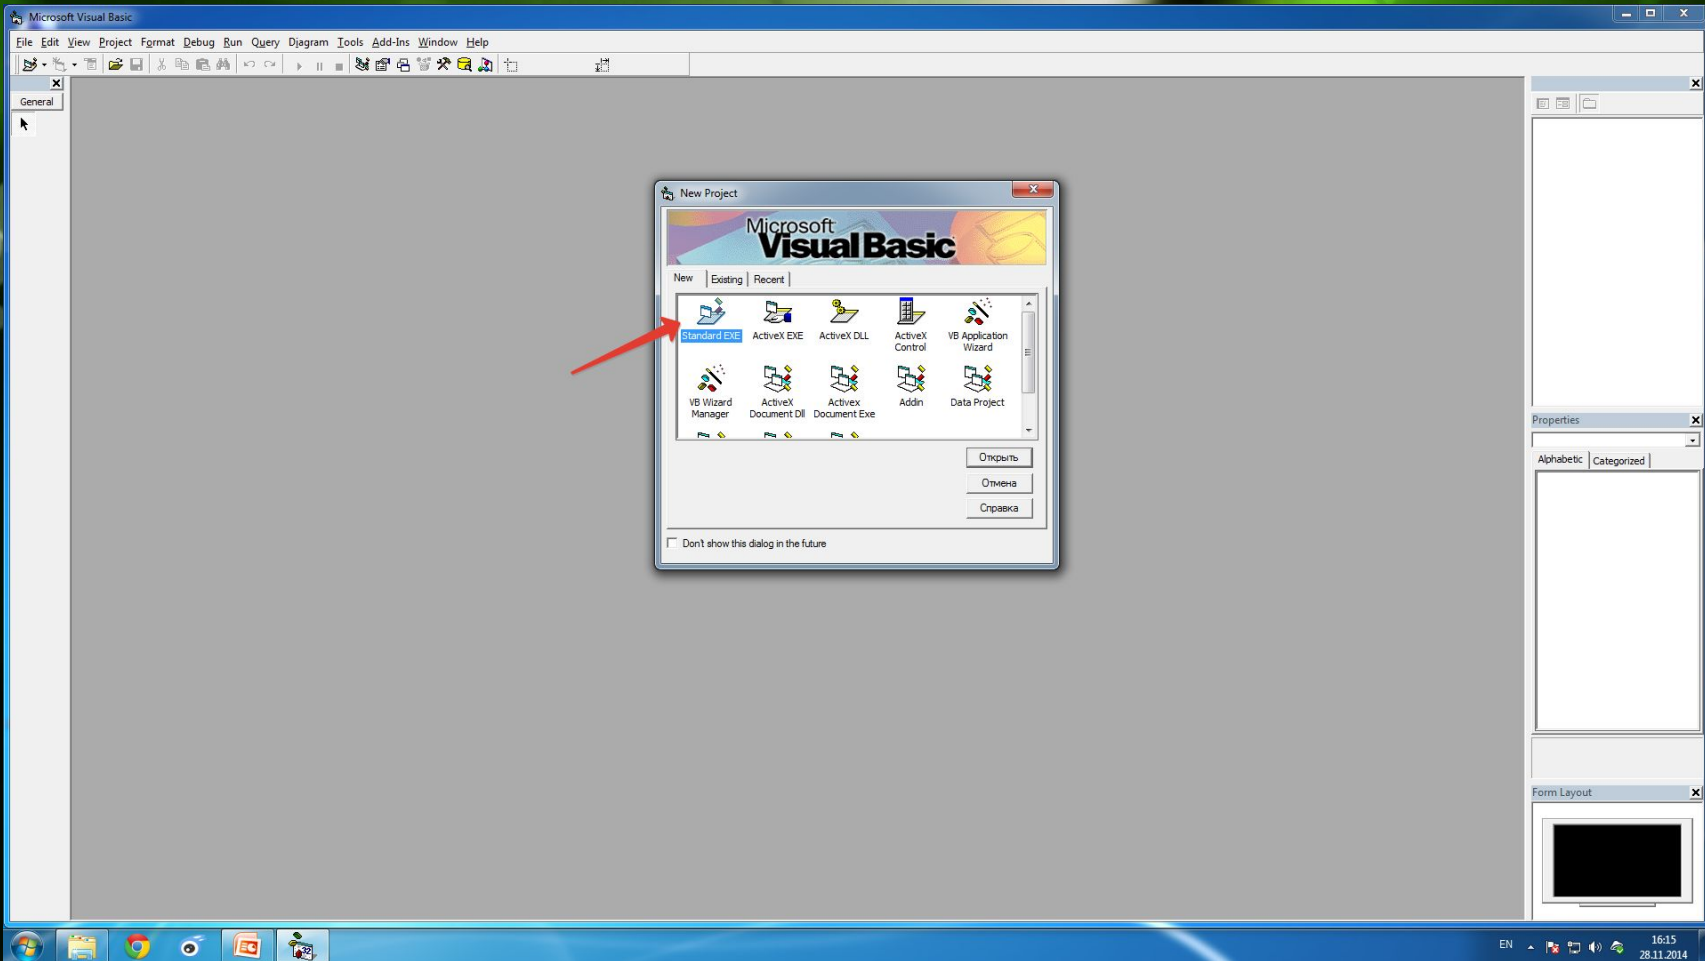 Microsoft Visual Basic
File Edit View Project Format Debug Run Query Diagram Tools Add-Ins Window Help
General
New Project
Microsoft
Visual Basic
New Existing Recent
Standard EXE ActiveX EXE ActiveX DLL ActiveX Control VB Application Wizard
VB Wizard Manager ActiveX Document Dll Activex Document Exe Addin Data Project
Открыть
Отмена
Справка
Don't show this dialog in the future
Properties
Alphabetic Categorized
Form Layout
EN
16:15
28.11.2014